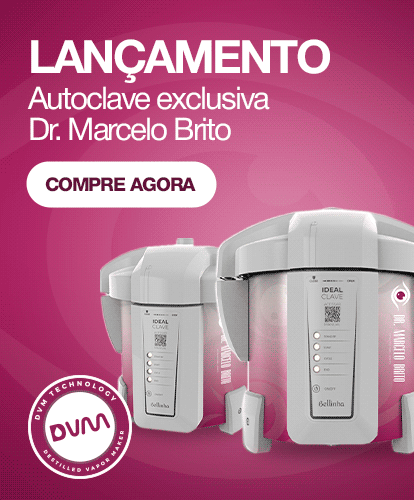 LANÇAMENTO
Autoclave exclusiva
Dr. Marcelo Brito
COMPRE AGORA
IDEAL
CLAVE
Bellinha
IDEAL
CLAVE
Bellinha
DR. MARCELO BRITO
DVM TECHNOLOGY
DVM
DESTILLED VAPOR MAKER